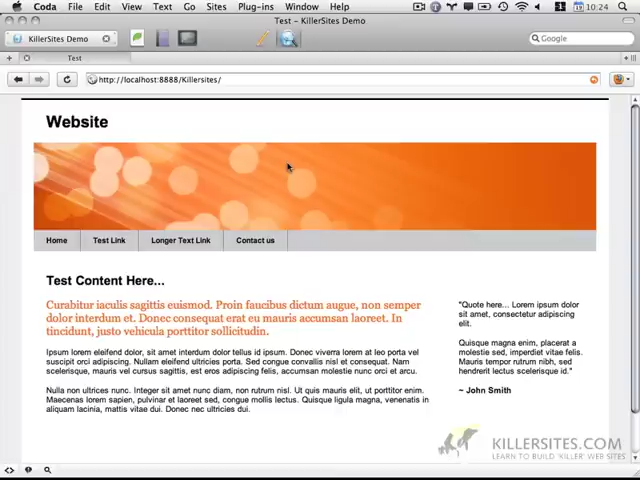 Coda File Edit View Text Go Sites Plug-ins Window Help 10:24
Test – KillerSites Demo
KillerSites Demo
Google
Test
http://localhost:8888/Killersites/
Website
Home Test Link Longer Text Link Contact us
Test Content Here...
Curabitur iaculis sagittis euismod. Proin faucibus dictum augue, non semper
dolor interdum et. Donec consequat erat eu mauris accumsan laoreet. In
tincidunt, justo vehicula porttitor sollicitudin.
Ipsum lorem eleifend dolor, sit amet interdum dolor tellus id ipsum. Donec viverra lorem at leo porta vel
suscipit orci adipiscing. Nullam eleifend ultricies porta. Sed congue convallis nisl et consequat. Nam
scelerisque, mauris vel cursus sagittis, est eros adipiscing felis, accumsan molestie nunc orci et arcu.
Nulla non ultrices nunc. Integer sit amet nunc diam, non rutrum nisl. Ut quis mauris elit, ut porttitor enim.
Maecenas lorem sapien, pulvinar et laoreet sed, congue mollis lectus. Quisque ligula magna, venenatis in
aliquam lacinia, mattis vitae dui. Donec nec ultricies dui.
"Quote here... Lorem ipsum dolor
sit amet, consectetur adipiscing
elit.
Quisque magna enim, placerat a
molestie sed, imperdiet vitae felis.
Mauris tempor rutrum nibh, sed
hendrerit magna scelerisque id."
~ John Smith
KILLERSITES.COM
LEARN TO BUILD 'KILLER' WEB SITES